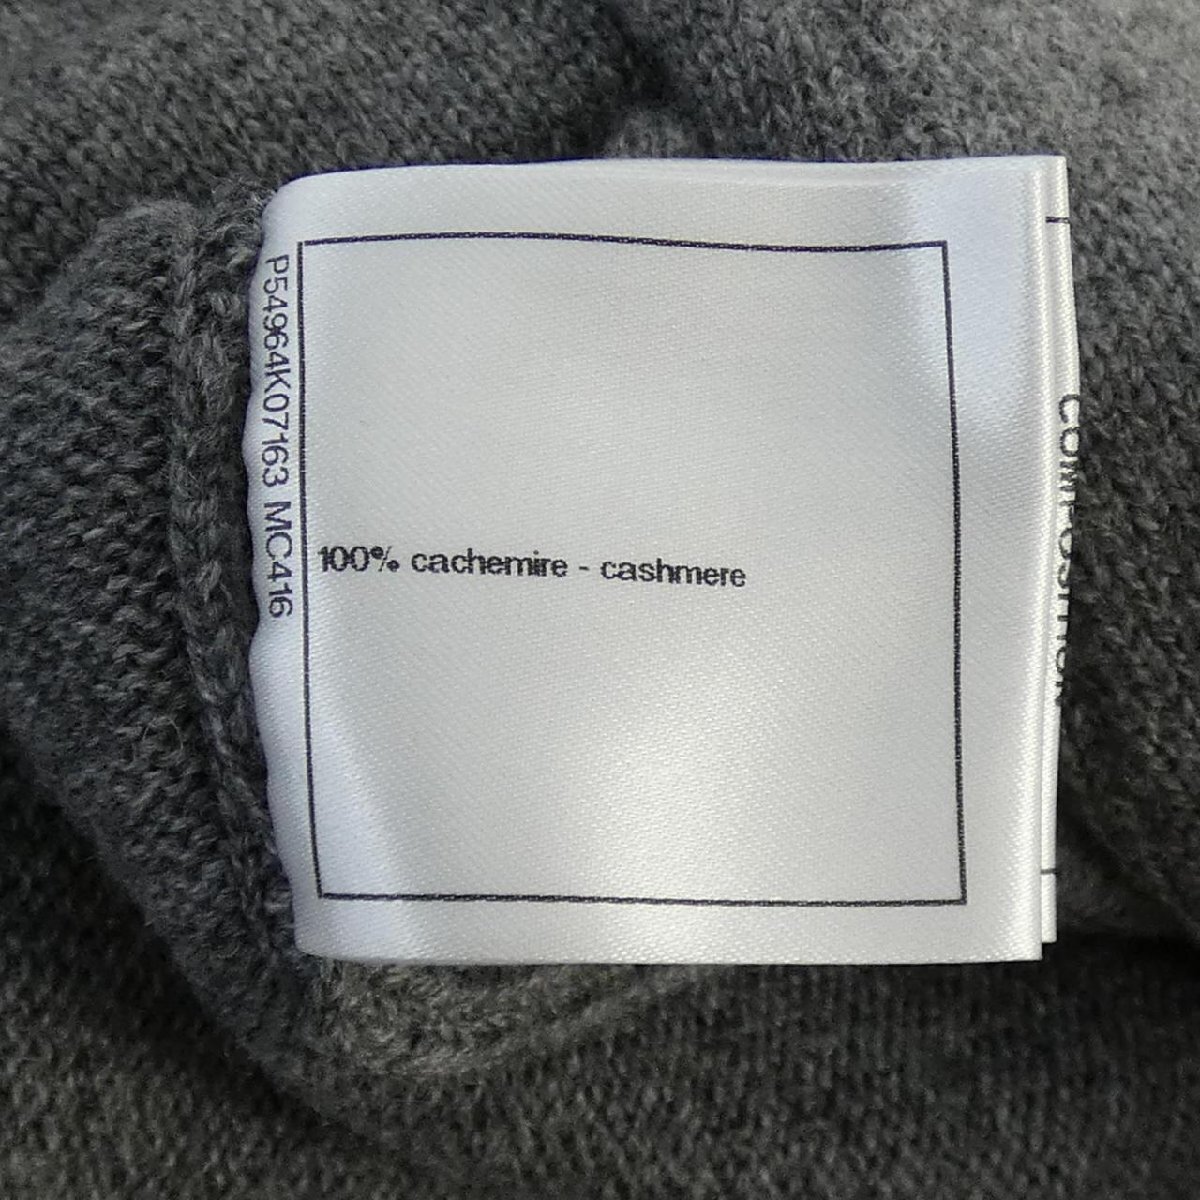 P54964K07163 MC416
100% cachemire - cashmere